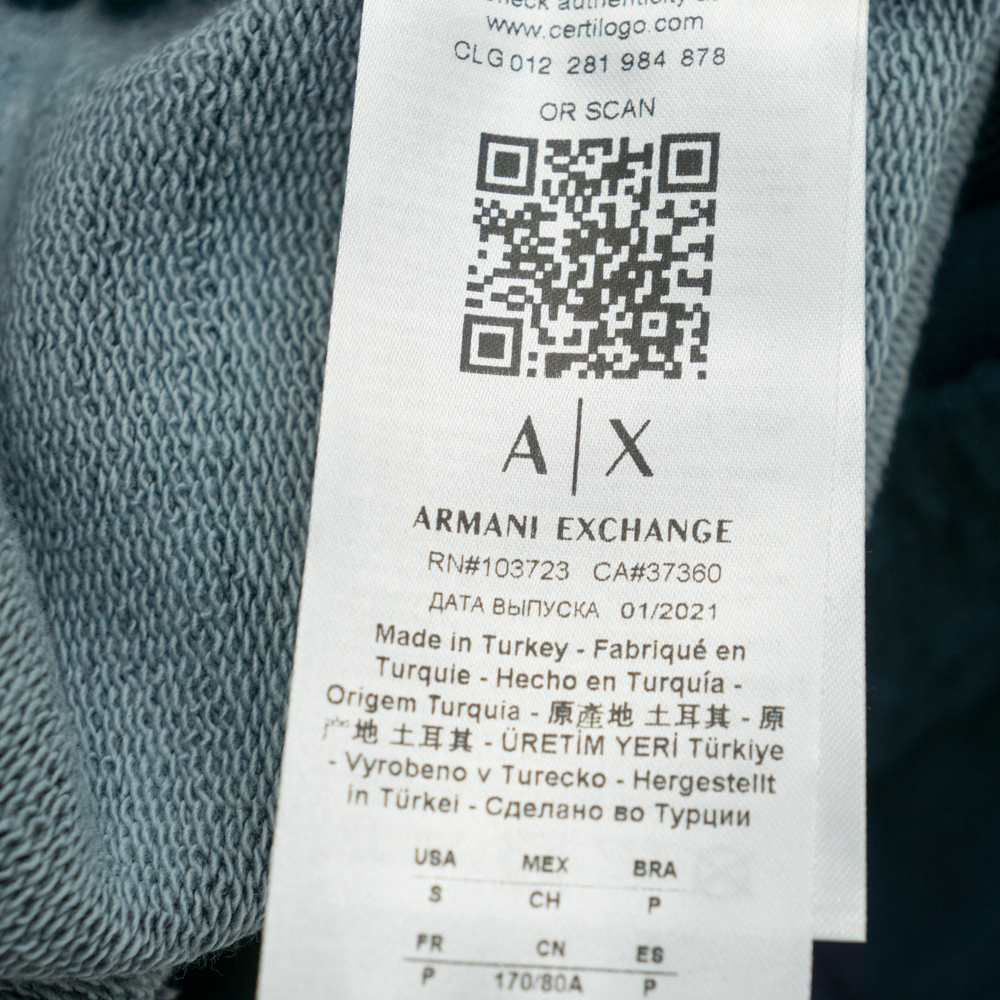 check authenticity
www.certilogo.com
CLG012 281 984 878
OR SCAN
A|X
ARMANI EXCHANGE
RN#103723 CA#37360
ДАТА ВЫПУСКА 01/2021
Made in Turkey - Fabriqué en
Turquie - Hecho en Turquía -
Origem Turquia - 原產地 土耳其 - 原
产地 土耳其 - ÜRETİM YERİ Türkiye
- Vyrobeno v Turecko - Hergestellt
in Türkei - Сделано во Турции
USA MEX BRA
S CH P
FR CN ES
P 170/80A P